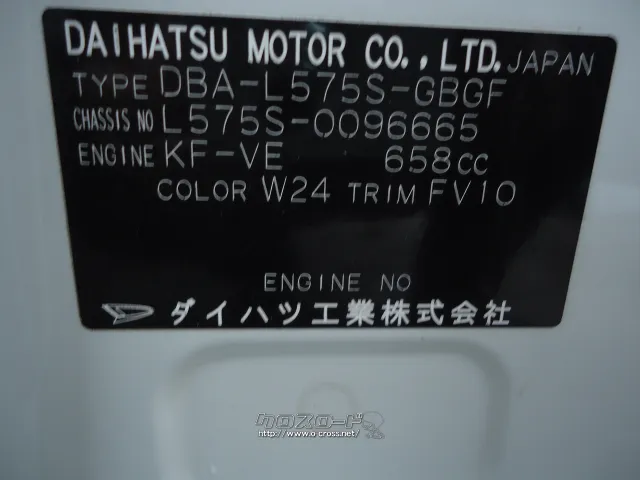 DAIHATSU MOTOR CO., LTD. JAPAN
TYPE DBA-L575S-GBGF
CHASSIS NO L575S-0096665
ENGINE KF-VE 658cc
COLOR W24 TRIM FV10
ENGINE NO
ダイハツ工業株式会社
クロスロード
http://www.o-cross.net/